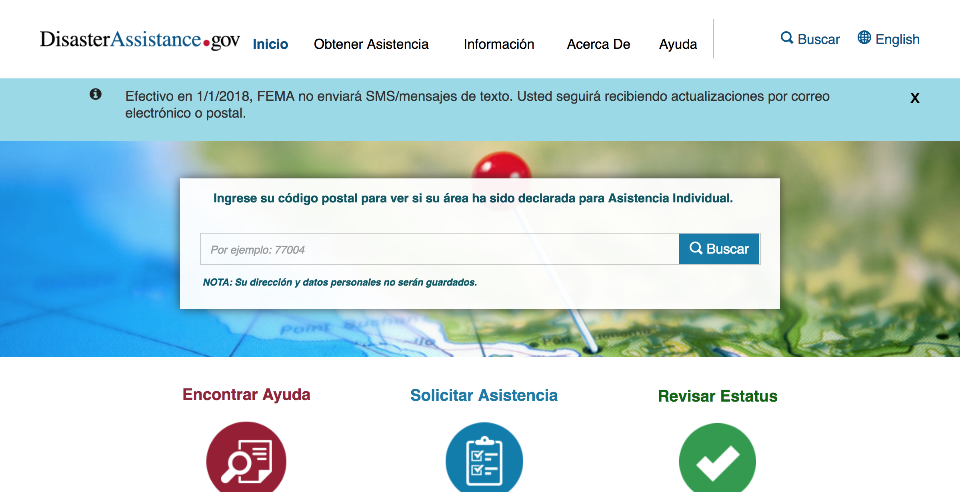 DisasterAssistance.gov
Inicio Obtener Asistencia Información Acerca De Ayuda
Buscar English
Efectivo en 1/1/2018, FEMA no enviará SMS/mensajes de texto. Usted seguirá recibiendo actualizaciones por correo
electrónico o postal.
X
Ingrese su código postal para ver si su área ha sido declarada para Asistencia Individual.
Por ejemplo: 77004
Buscar
NOTA: Su dirección y datos personales no serán guardados.
Point
Encontrar Ayuda Solicitar Asistencia Revisar Estatus